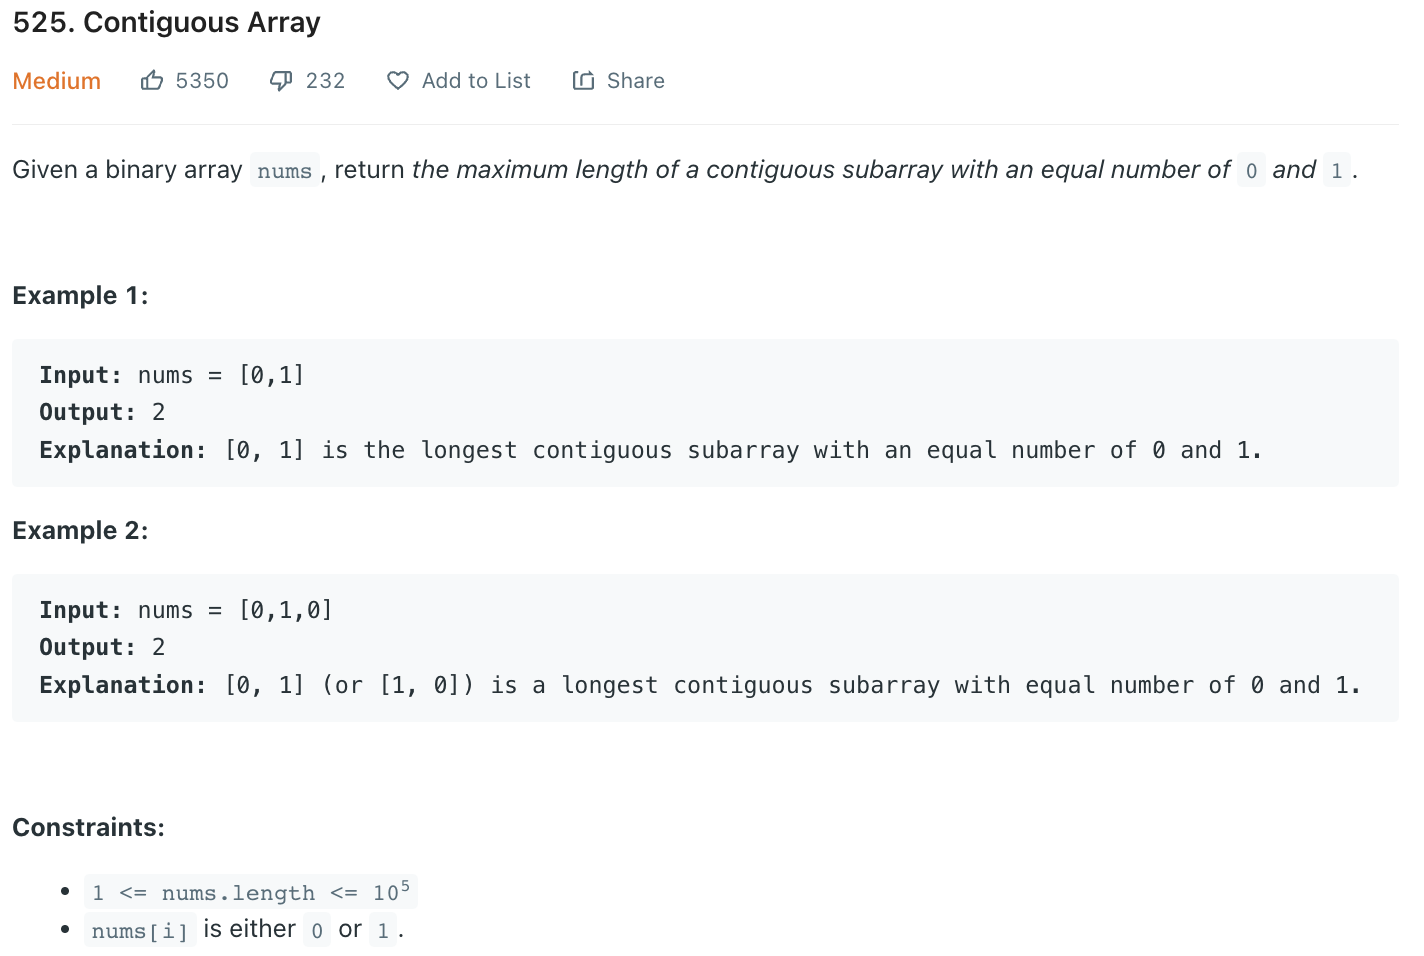 525. Contiguous Array
Medium 5350 232 Add to List Share
Given a binary array nums, return the maximum length of a contiguous subarray with an equal number of 0 and 1.
Example 1:
Input: nums = [0,1]
Output: 2
Explanation: [0, 1] is the longest contiguous subarray with an equal number of 0 and 1.
Example 2:
Input: nums = [0,1,0]
Output: 2
Explanation: [0, 1] (or [1, 0]) is a longest contiguous subarray with equal number of 0 and 1.
Constraints:
• 1 <= nums.length <= 10⁵
• nums[i] is either 0 or 1.